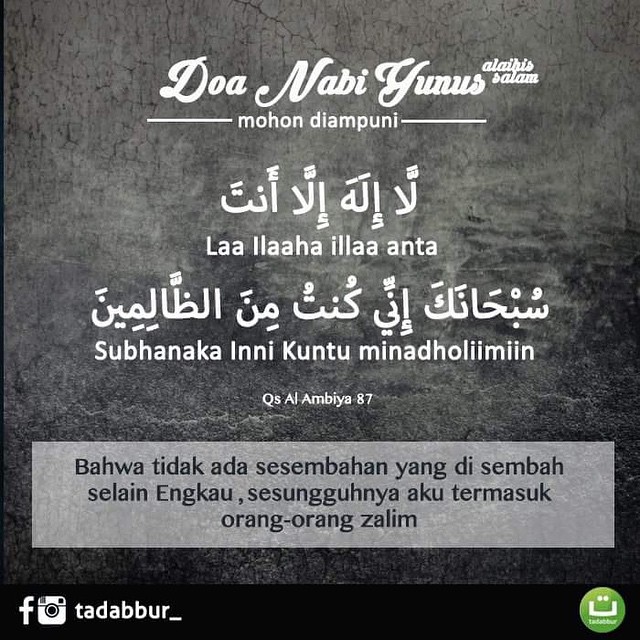 Doa Nabi Yunus alaihis salam
mohon diampuni
لَّا إِلَهَ إِلَّا أَنتَ
Laa Ilaaha illaa anta
سُبْحَانَكَ إِنِّي كُنتُ مِنَ الظَّالِمِينَ
Subhanaka Inni Kuntu minadholiimiin
Qs Al Ambiya 87
Bahwa tidak ada sesembahan yang di sembah
selain Engkau , sesungguhnya aku termasuk
orang-orang zalim
tadabbur_
ت
tadabbur